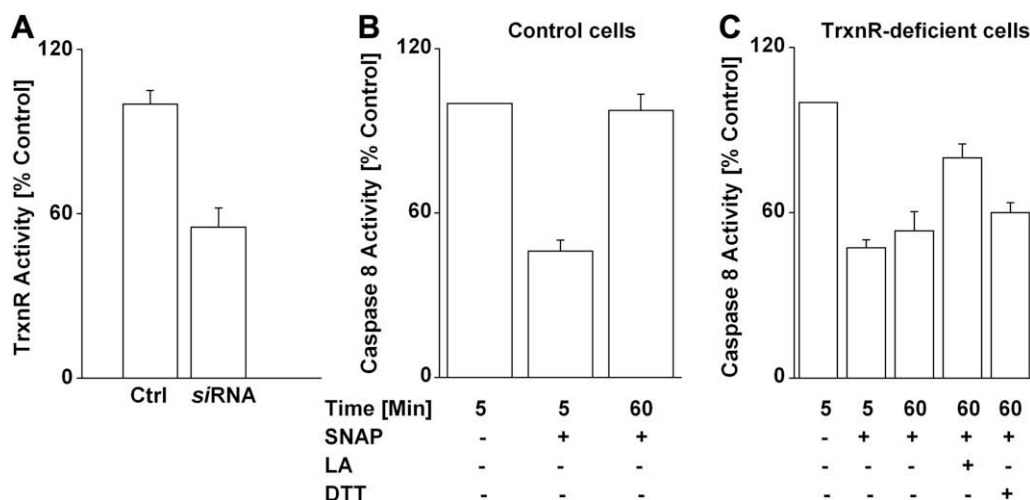 A
TrxnR Activity [% Control]
120
60
0
Ctrl siRNA
B
Control cells
Caspase 8 Activity [% Control]
120
60
0
C
TrxnR-deficient cells
Caspase 8 Activity [% Control]
120
60
0
Time [Min] 5 5 60 5 5 60 60 60
SNAP - + + - + + + +
LA - - - - - - + -
DTT - - - - - - - +